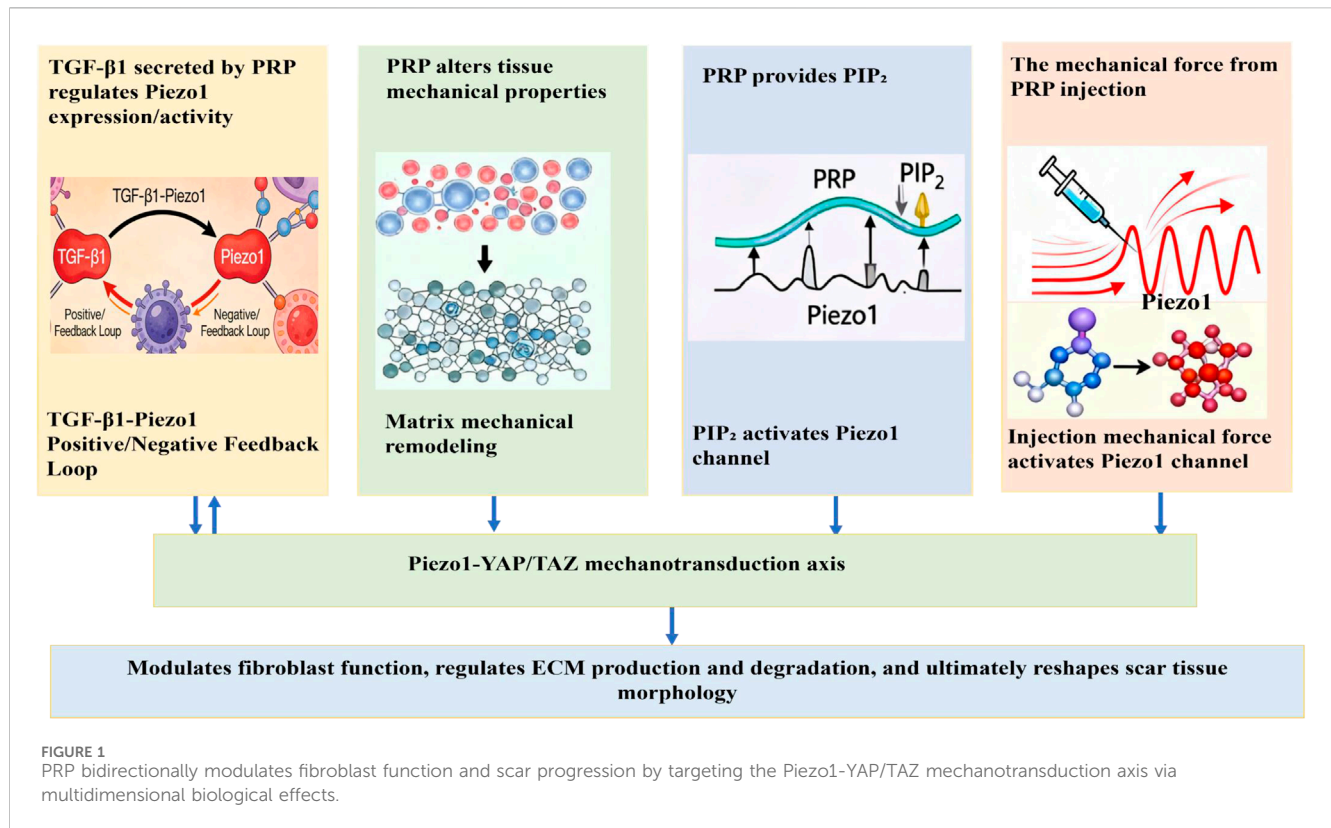 TGF-β1 secreted by PRP
regulates Piezo1
expression/activity
TGF-β1-Piezo1
TGF-β1
Piezo1
Positive/
Feedback Loup
Negative/
Feedback Loup
TGF-β1-Piezo1
Positive/Negative Feedback
Loop
PRP alters tissue
mechanical properties
Matrix mechanical
remodeling
PRP provides PIP₂
PRP
PIP₂
Piezo1
PIP₂ activates Piezo1
channel
The mechanical force from
PRP injection
Piezo1
Injection mechanical force
activates Piezo1 channel
Piezo1-YAP/TAZ mechanotransduction axis
Modulates fibroblast function, regulates ECM production and degradation, and ultimately reshapes scar tissue
morphology
FIGURE 1
PRP bidirectionally modulates fibroblast function and scar progression by targeting the Piezo1-YAP/TAZ mechanotransduction axis via
multidimensional biological effects.